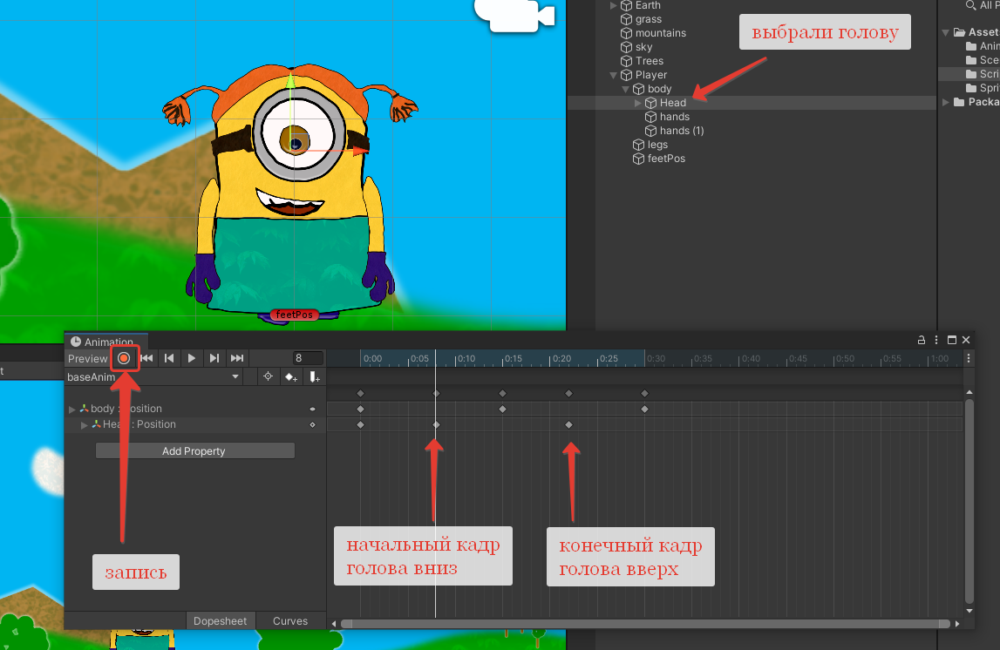 Earth
grass
mountains
sky
Trees
Player
body
Head
hands
hands (1)
legs
feetPos
All P
Asset
Anim
Sce
Scri
Sprit
Packa
выбрали голову
feetPos
Animation
Preview
8
0:00
0:05
0:10
0:15
0:20
0:25
0:30
0:35
0:40
0:45
0:50
0:55
1:00
t
baseAnim
body : Position
Head : Position
Add Property
начальный кадр
голова вниз
конечный кадр
голова вверх
запись
Dopesheet
Curves